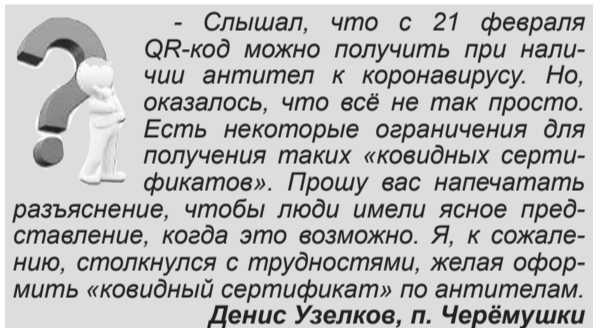 - Слышал, что с 21 февраля
QR-код можно получить при нали-
чии антител к коронавирусу. Но,
оказалось, что всё не так просто.
Есть некоторые ограничения для
получения таких «ковидных серти-
фикатов». Прошу вас напечатать
разъяснение, чтобы люди имели ясное пред-
ставление, когда это возможно. Я, к сожале-
нию, столкнулся с трудностями, желая офор-
мить «ковидный сертификат» по антителам.
Денис Узелков, п. Черёмушки